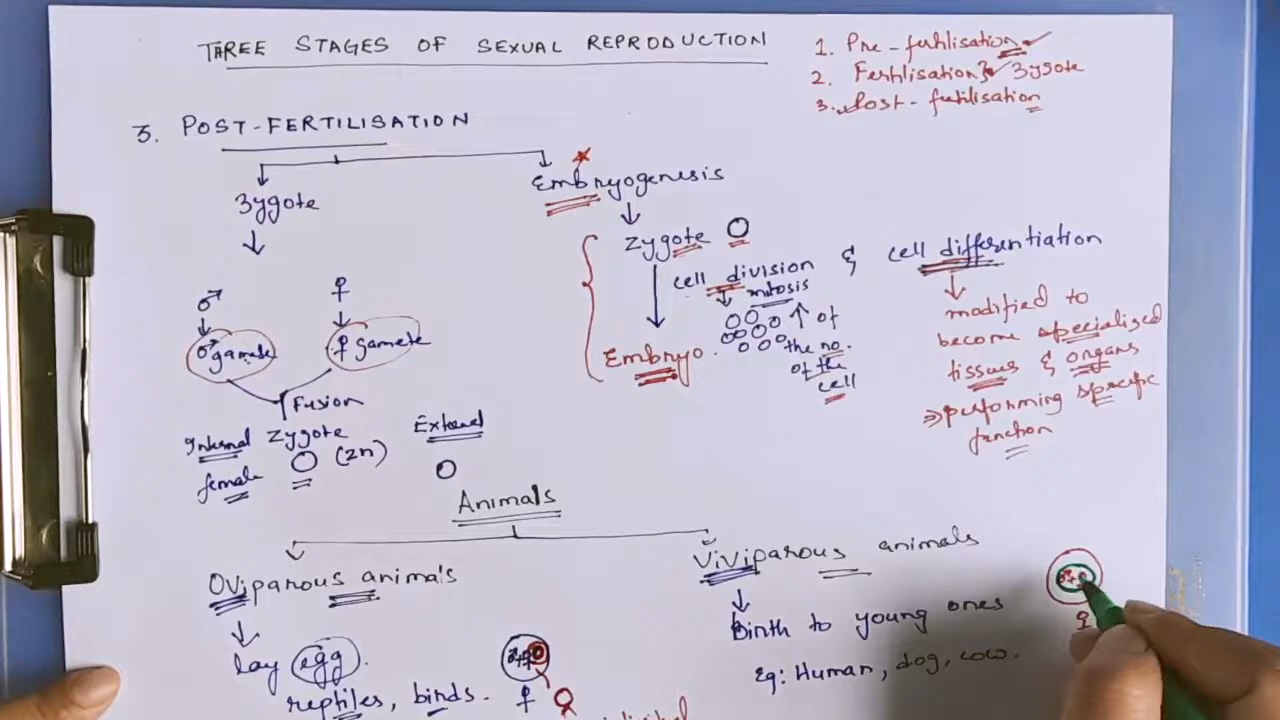 THREE STAGES OF SEXUAL REPRODUCTION
1. Pre-fertilisation
2. Fertilisation } Zygote
3. Post-fertilisation
3. POST-FERTILISATION
Zygote
Embryogenesis
Zygote
cell division & cell differentiation
mitosis
↑ of
the no.
of the
cell
Embryo.
modified to
become specialized
tissues & organs
⇒ performing specific
function
♂
♀
♂ gamete
♀ gamete
Fusion
Internal
Zygote
External
female
(2n)
Animals
Oviparous animals
Viviparous animals
lay egg.
reptiles, birds.
♂+♀
♀
Birth to young ones
Eg: Human, dog, cow.
♂+♀
♀